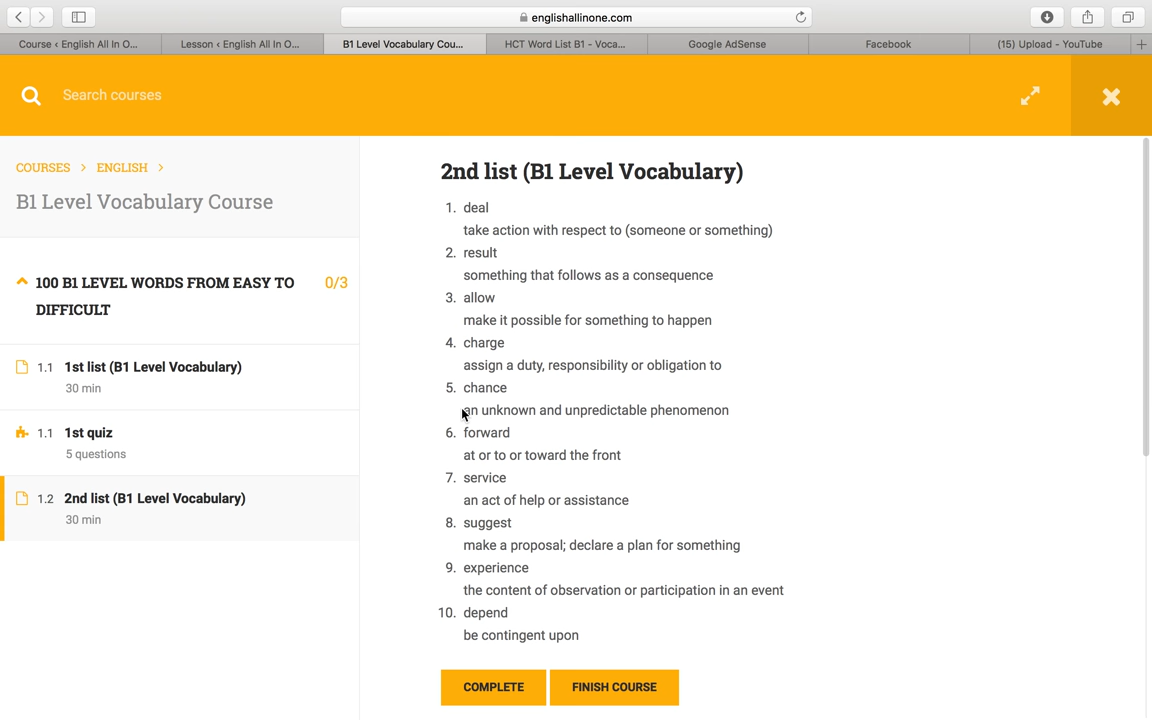 englishallinone.com
Course ‹ English All In O...
Lesson ‹ English All In O...
B1 Level Vocabulary Cou...
HCT Word List B1 - Voca...
Google AdSense
Facebook
(15) Upload - YouTube
Search courses
COURSES > ENGLISH >
B1 Level Vocabulary Course
100 B1 LEVEL WORDS FROM EASY TO 0/3
DIFFICULT
1.1 1st list (B1 Level Vocabulary)
30 min
1.1 1st quiz
5 questions
1.2 2nd list (B1 Level Vocabulary)
30 min
2nd list (B1 Level Vocabulary)
1. deal
take action with respect to (someone or something)
2. result
something that follows as a consequence
3. allow
make it possible for something to happen
4. charge
assign a duty, responsibility or obligation to
5. chance
an unknown and unpredictable phenomenon
6. forward
at or to or toward the front
7. service
an act of help or assistance
8. suggest
make a proposal; declare a plan for something
9. experience
the content of observation or participation in an event
10. depend
be contingent upon
COMPLETE
FINISH COURSE